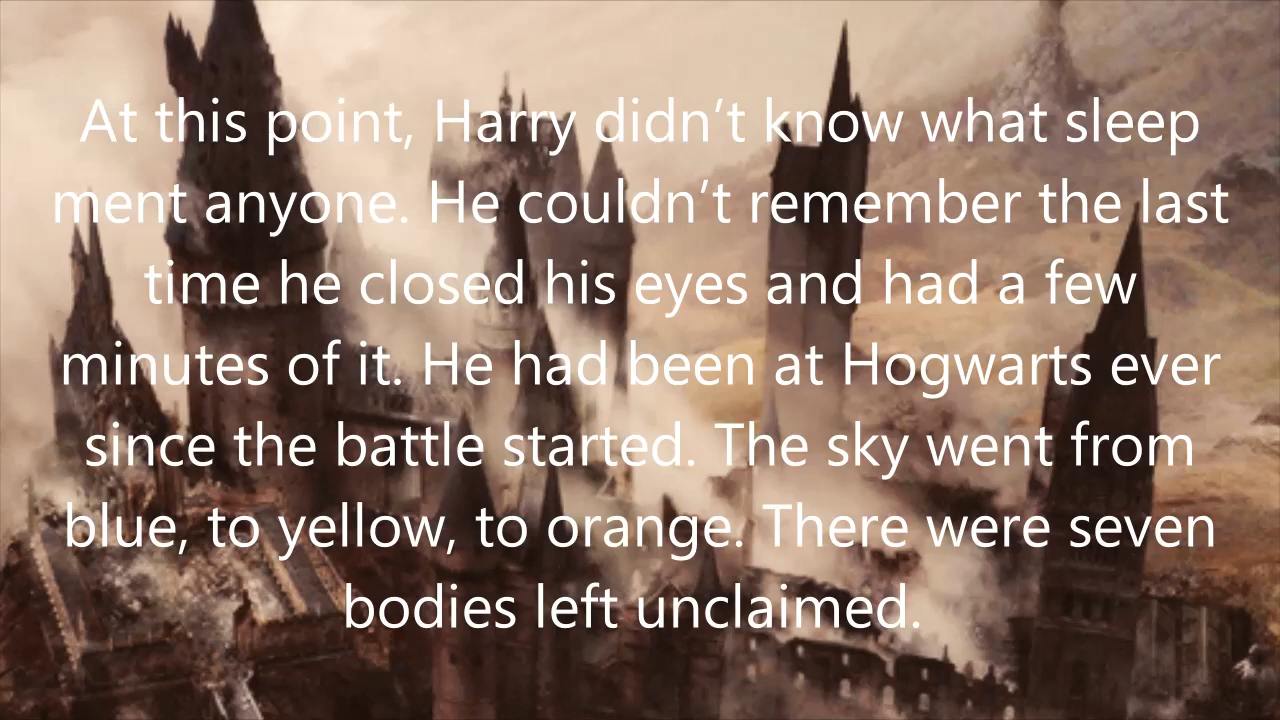 At this point, Harry didn’t know what sleep
ment anyone. He couldn’t remember the last
time he closed his eyes and had a few
minutes of it. He had been at Hogwarts ever
since the battle started. The sky went from
blue, to yellow, to orange. There were seven
bodies left unclaimed.